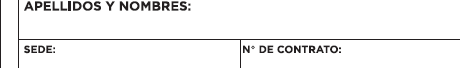 APELLIDOS Y NOMBRES:
SEDE: N° DE CONTRATO: